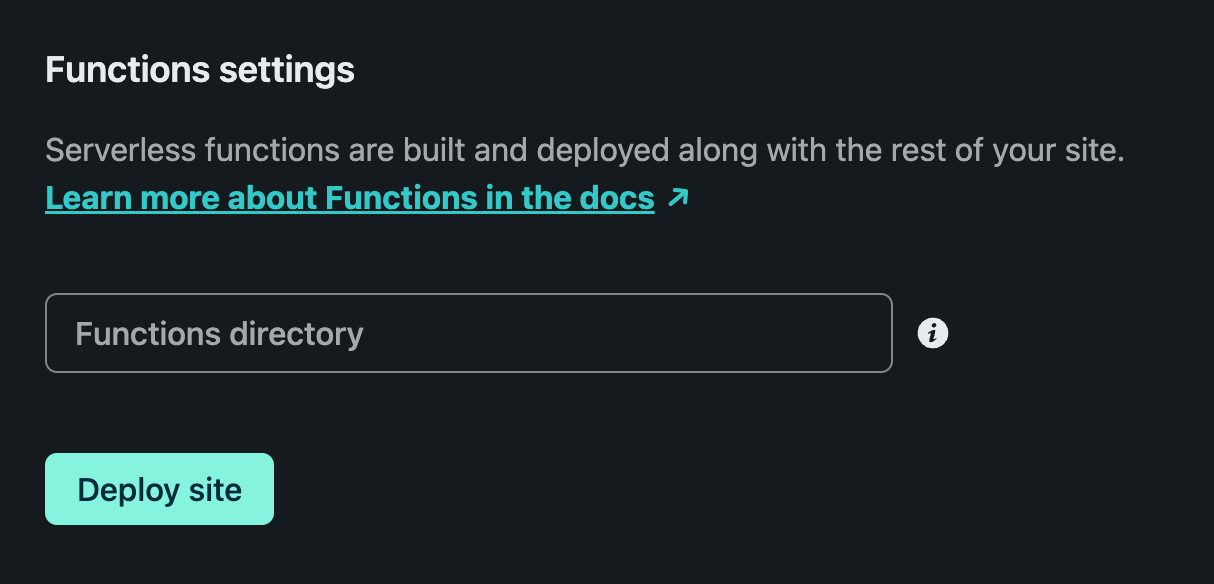 Functions settings
Serverless functions are built and deployed along with the rest of your site.
Learn more about Functions in the docs ↗
Functions directory
i
Deploy site